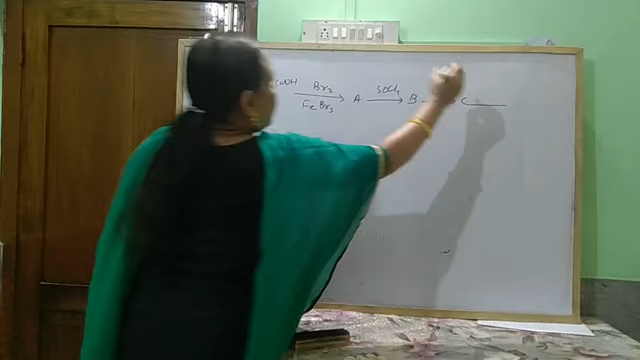 COOH Br2 / FeBr3 → A SOCl2 → B → C